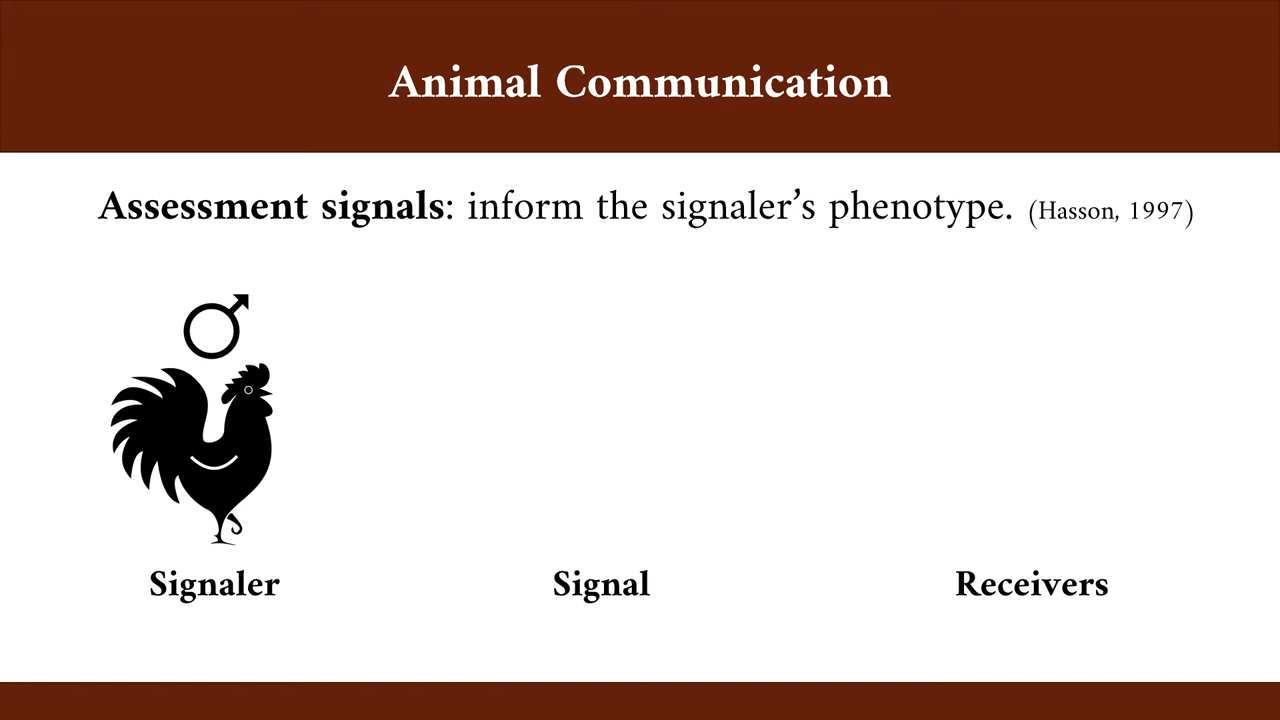 Animal Communication
Assessment signals: inform the signaler’s phenotype. (Hasson, 1997)
Signaler Signal Receivers